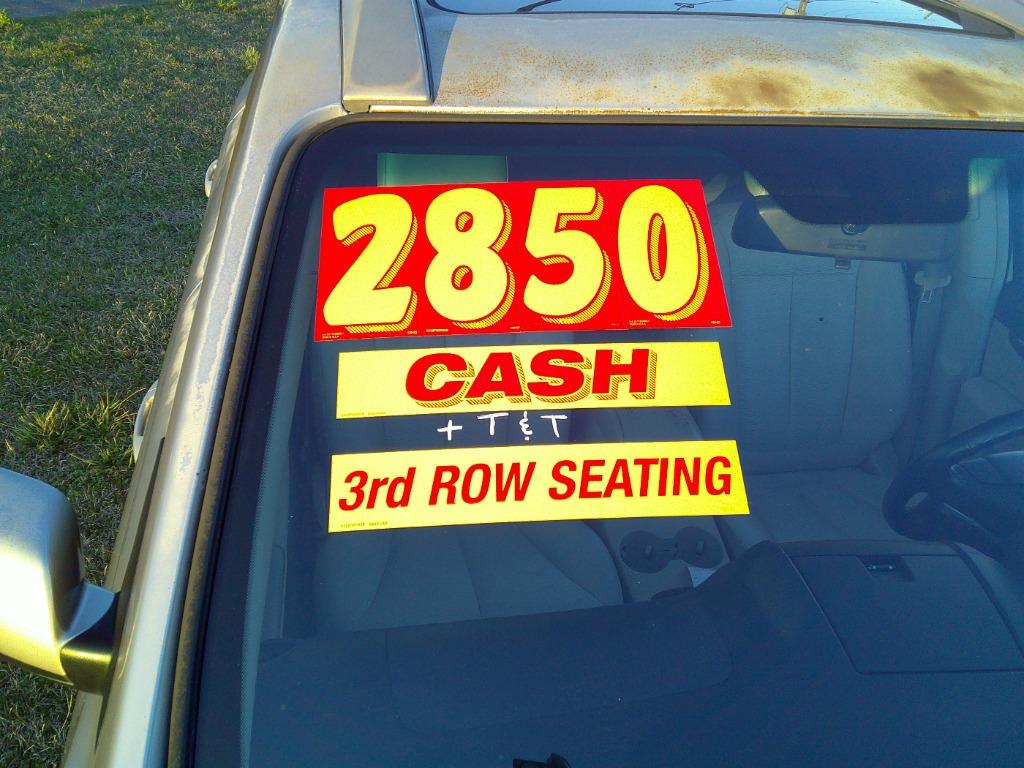 2850
CASH
+ T & T
3rd ROW SEATING